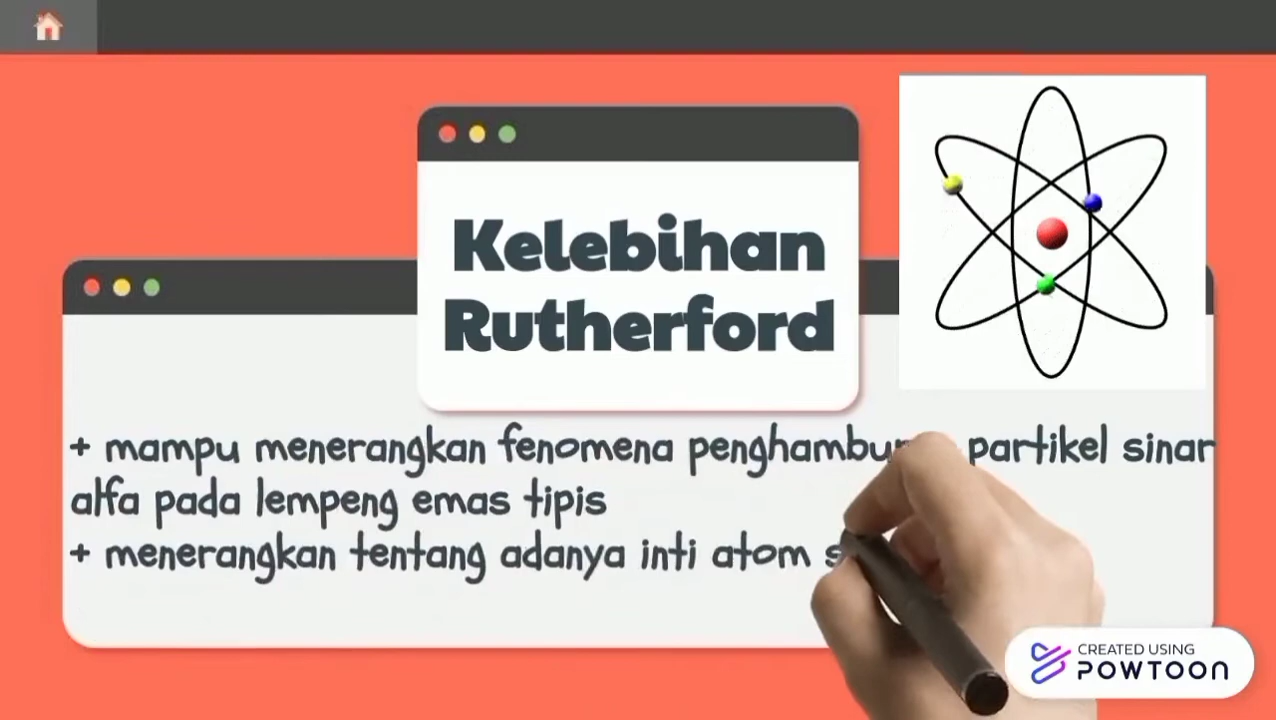 Kelebihan
Rutherford
+ mampu menerangkan fenomena partikel sinar
alfa pada lempeng emas tipis
+ menerangkan tentang adanya inti atom
CREATED USING
POWTOON